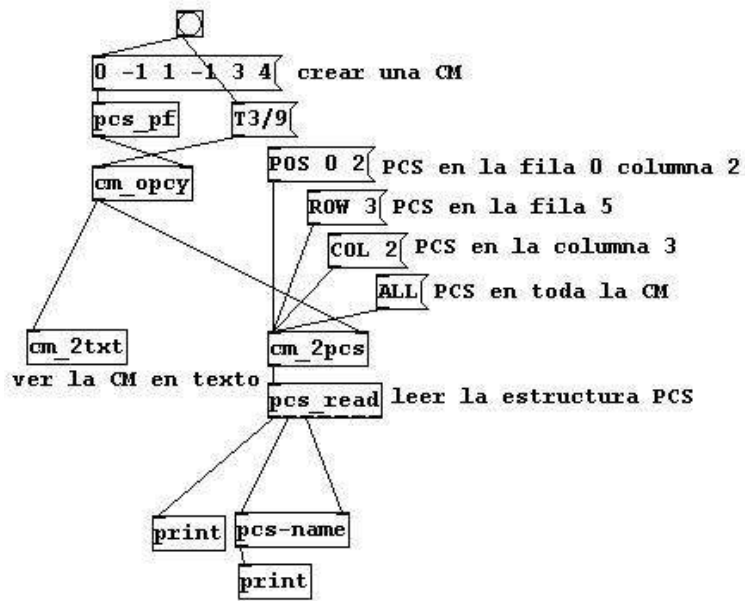 0 -1 1 -1 3 4 crear una CM
pcs_pf T3/9
POS 0 2 PCS en la fila 0 columna 2
cm_opcy
ROW 3 PCS en la fila 5
COL 2 PCS en la columna 3
ALL PCS en toda la CM
cm_2txt cm_2pcs
ver la CM en texto
pcs_read leer la estructura PCS
print pcs-name
print